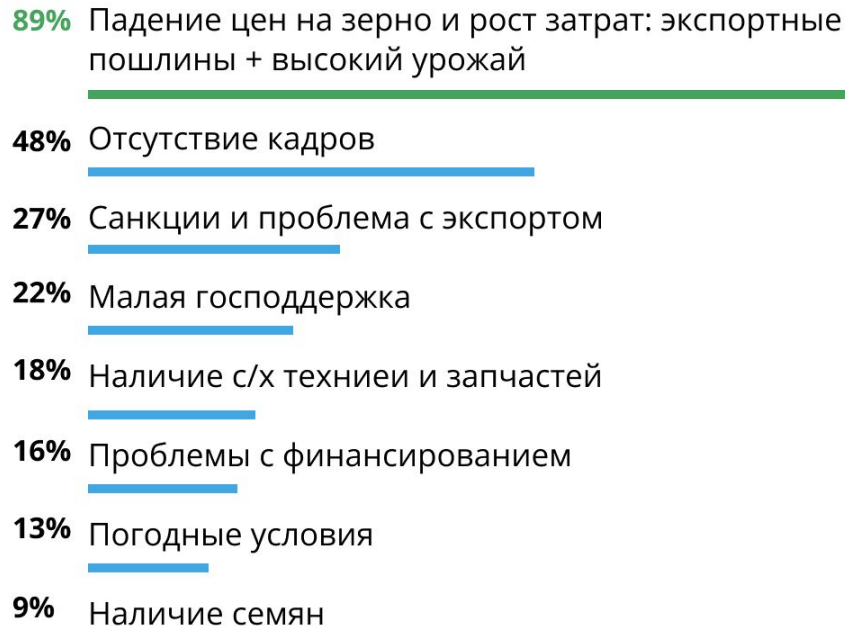 89% Падение цен на зерно и рост затрат: экспортные
пошлины + высокий урожай
48% Отсутствие кадров
27% Санкции и проблема с экспортом
22% Малая господдержка
18% Наличие с/х техниеи и запчастей
16% Проблемы с финансированием
13% Погодные условия
9% Наличие семян